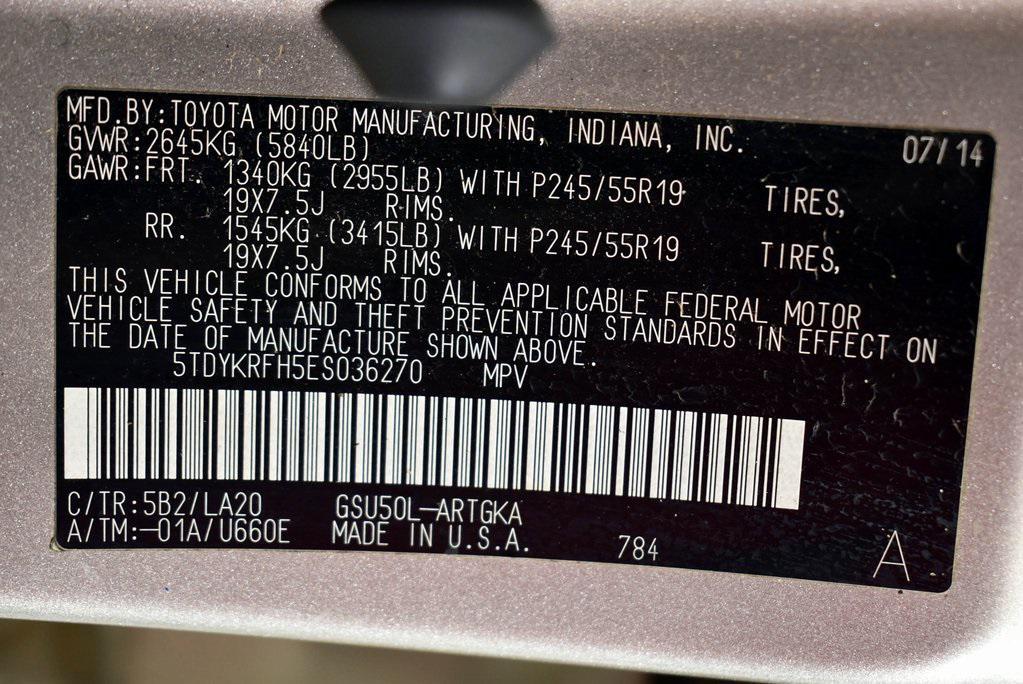 MFD.BY:TOYOTA MOTOR MANUFACTURING, INDIANA, INC. 07/14
GVWR:2645KG (5840LB)
GAWR:FRT. 1340KG (2955LB) WITH P245/55R19 TIRES,
19X7.5J RIMS.
RR. 1545KG (3415LB) WITH P245/55R19 TIRES,
19X7.5J RIMS.
THIS VEHICLE CONFORMS TO ALL APPLICABLE FEDERAL MOTOR
VEHICLE SAFETY AND THEFT PREVENTION STANDARDS IN EFFECT ON
THE DATE OF MANUFACTURE SHOWN ABOVE.
5TDYKRFH5ES036270 MPV
C/TR:5B2/LA20 GSU50L-ARTGKA
A/TM:-01A/U660E MADE IN U.S.A. 784 A